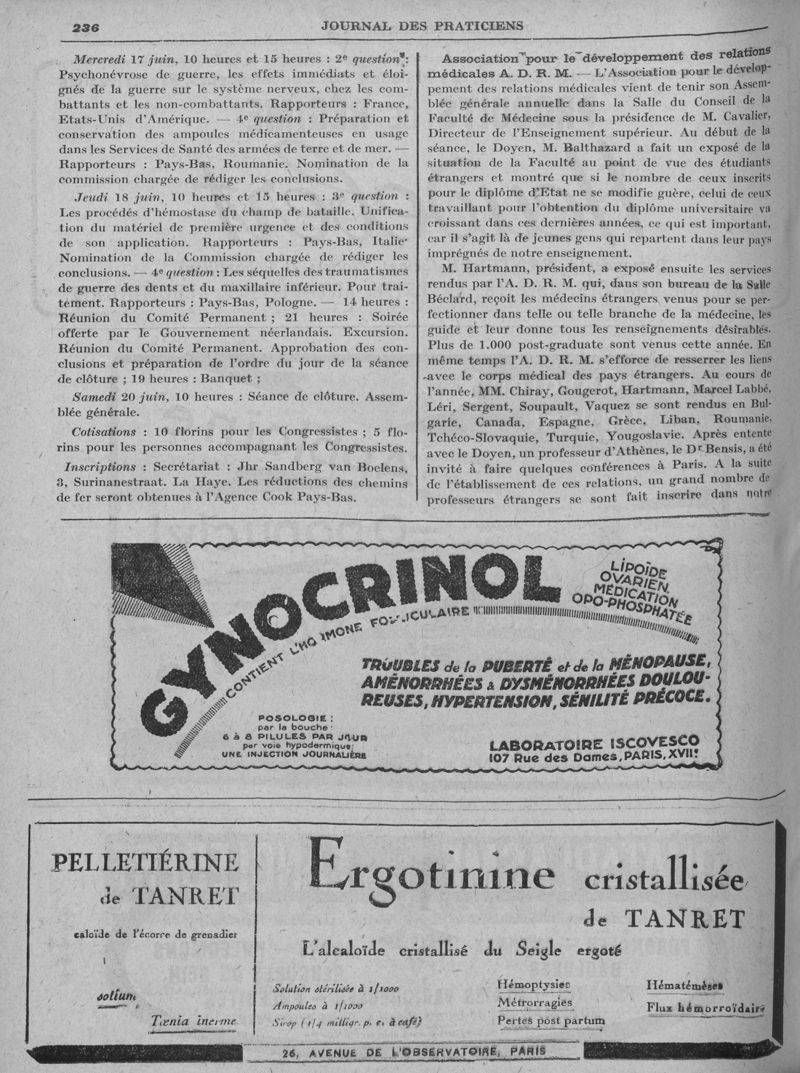 236
JOURNAL DES PRATICIENS
Mercredi 17 juin, 10 heures et 15 heures : 2e question :
Psychonévrose de guerre, les effets immédiats et éloi-
gnés de la guerre sur le système nerveux, chez les com-
battants et les non-combattants. Rapporteurs : France,
Etats-Unis d'Amérique. — 4e question : Préparation et
conservation des ampoules médicamenteuses en usage
dans les Services de Santé des armées de terre et de mer. —
Rapporteurs : Pays-Bas, Roumanie. Nomination de la
commission chargée de rédiger les conclusions.
Jeudi 18 juin, 10 heures et 15 heures : 3e question :
Les procédés d'hémostase du champ de bataille. Unifica-
tion du matériel de première urgence et des conditions
de son application. Rapporteurs : Pays-Bas, Italie.
Nomination de la Commission chargée de rédiger les
conclusions. — 4e question : Les séquelles des traumatismes
de guerre des dents et du maxillaire inférieur. Pour trai-
tement. Rapporteurs : Pays-Bas, Pologne. — 14 heures :
Réunion du Comité Permanent ; 21 heures : Soirée
offerte par le Gouvernement néerlandais. Excursion.
Réunion du Comité Permanent. Approbation des con-
clusions et préparation de l'ordre du jour de la séance
de clôture ; 19 heures : Banquet ;
Samedi 20 juin, 10 heures : Séance de clôture. Assem-
blée générale.
Cotisations : 10 florins pour les Congressistes ; 5 flo-
rins pour les personnes accompagnant les Congressistes.
Inscriptions : Secrétariat : Jhr Sandberg van Boelens,
3, Surinanestraat. La Haye. Les réductions des chemins
de fer seront obtenues à l'Agence Cook Pays-Bas.
Association pour le développement des relations
médicales A. D. R. M. — L'Association pour le dévelop-
pement des relations médicales vient de tenir son Assem-
blée générale annuelle dans la Salle du Conseil de la
Faculté de Médecine sous la présidence de M. Cavalier,
Directeur de l'Enseignement supérieur. Au début de la
séance, le Doyen, M. Balthazard a fait un exposé de la
situation de la Faculté au point de vue des étudiants
étrangers et montré que si le nombre de ceux inscrits
pour le diplôme d'Etat ne se modifie guère, celui de ceux
travaillant pour l'obtention du diplôme universitaire va
croissant dans ces dernières années, ce qui est important,
car il s'agit là de jeunes gens qui repartent dans leur pays
imprégnés de notre enseignement.
M. Hartmann, président, a exposé ensuite les services
rendus par l'A. D. R. M. qui, dans son bureau de la Salle
Béclard, reçoit les médecins étrangers venus pour se per-
fectionner dans telle ou telle branche de la médecine, les
guide et leur donne tous les renseignements désirables.
Plus de 1.000 post-graduate sont venus cette année. En
même temps l'A. D. R. M. s'efforce de resserrer les liens
avec le corps médical des pays étrangers. Au cours de
l'année, MM. Chiray, Gougerot, Hartmann, Marcel Labbé,
Léri, Sergent, Soupault, Vaquez se sont rendus en Bul-
garie, Canada, Espagne, Grèce, Liban, Roumanie,
Tchéco-Slovaquie, Turquie, Yougoslavie. Après entente
avec le Doyen, un professeur d'Athènes, le Dr Bensis, a été
invité à faire quelques conférences à Paris. A la suite
de l'établissement de ces relations, un grand nombre de
professeurs étrangers se sont fait inscrire dans notre
GYNOCRINOL
LIPOÏDE
OVARIEN
MÉDICATION
OPO-PHOSPHATÉE
CONTIENT L'HORMONE FOLLICULAIRE
TROUBLES de la PUBERTÉ et de la MÉNOPAUSE,
AMÉNORRHÉES & DYSMÉNORRHÉES DOULOU-
REUSES, HYPERTENSION, SÉNILITÉ PRÉCOCE.
POSOLOGIE :
par la bouche :
6 à 8 PILULES PAR JOUR
par voie hypodermique :
UNE INJECTION JOURNALIÈRE
LABORATOIRE ISCOVESCO
107 Rue des Dames, PARIS, XVIIe
PELLETIÉRINE
de TANRET
caloïde de l'écorce de grenadier
solium
Tœnia inerme
Ergotinine cristallisée
de TANRET
L'alcaloïde cristallisé du Seigle ergoté
Solution stérilisée à 1/1000
Ampoules à 1/1000
Sirop (1/4 milligr. p. c. à café)
Hémoptysies
Métrorragies
Pertes post partum
Hématémèses
Flux hémorroïdaire
26, AVENUE DE L'OBSERVATOIRE, PARIS